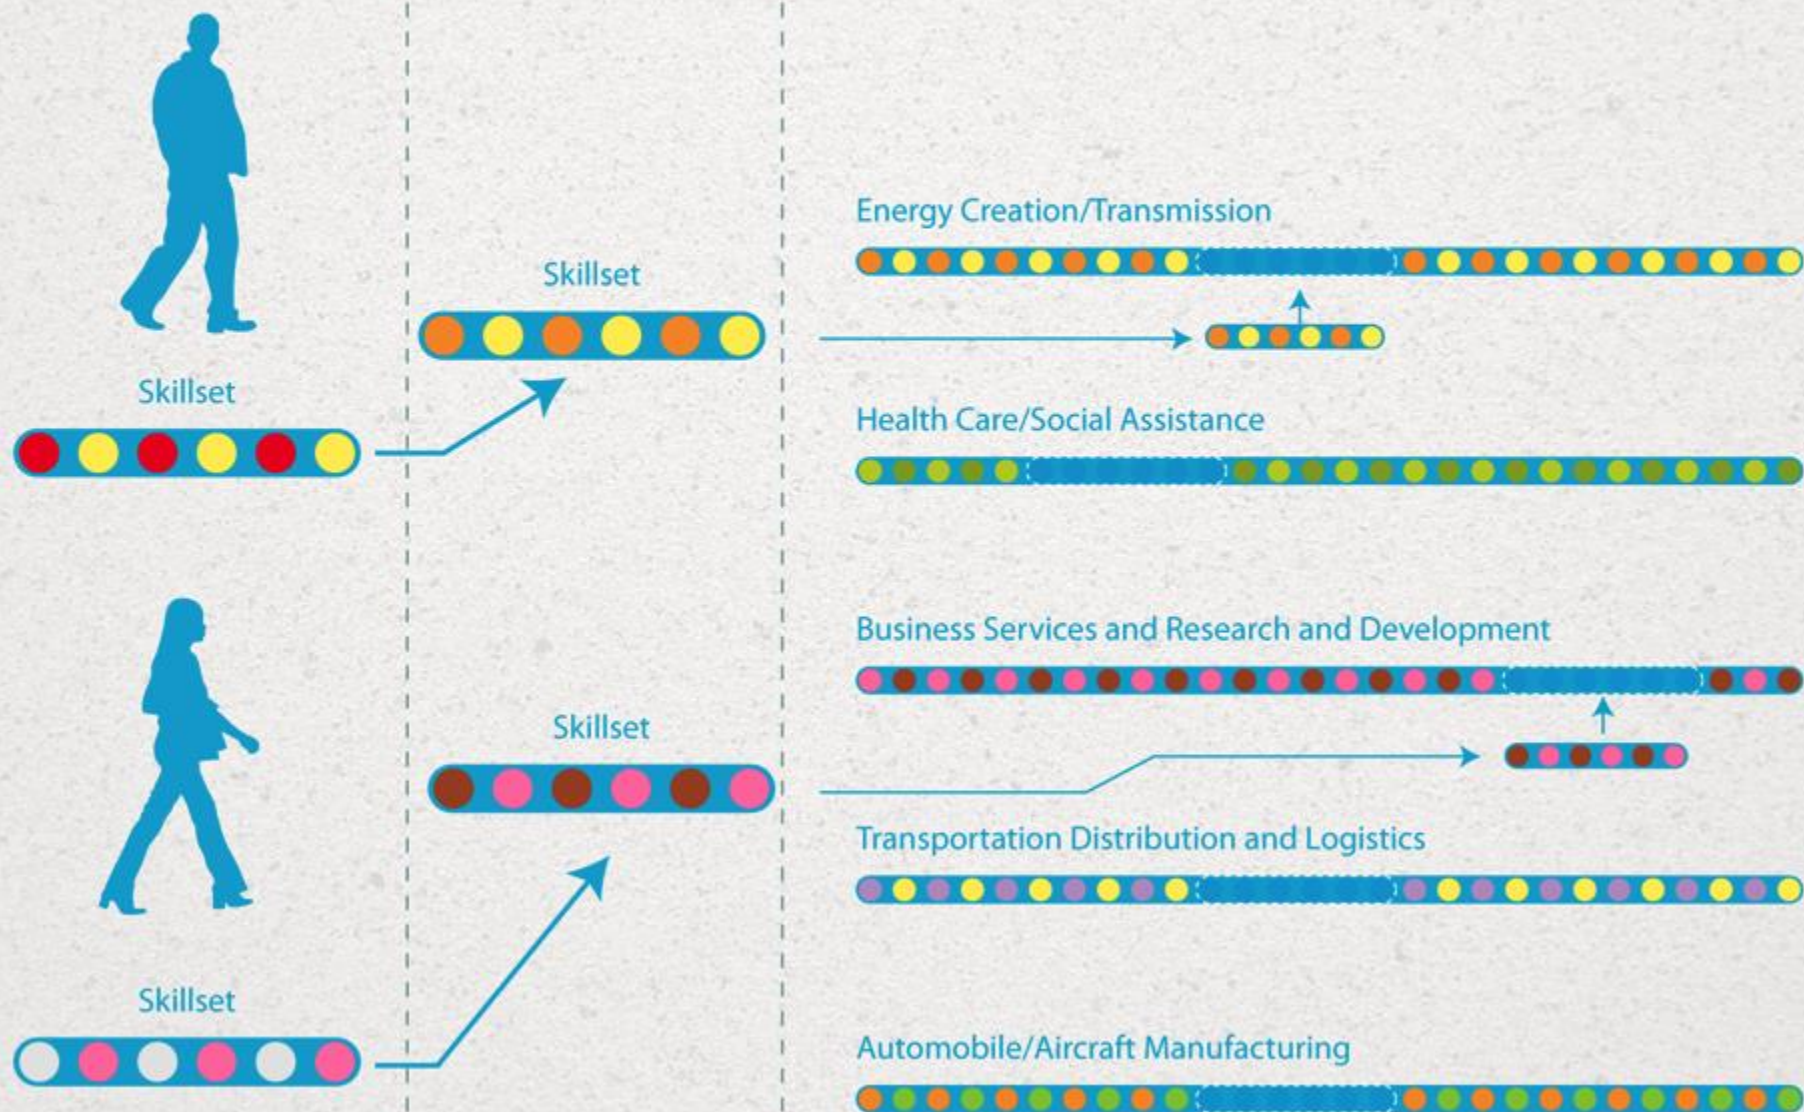 Skillset
Skillset
Energy Creation/Transmission
Health Care/Social Assistance
Skillset
Skillset
Business Services and Research and Development
Transportation Distribution and Logistics
Automobile/Aircraft Manufacturing